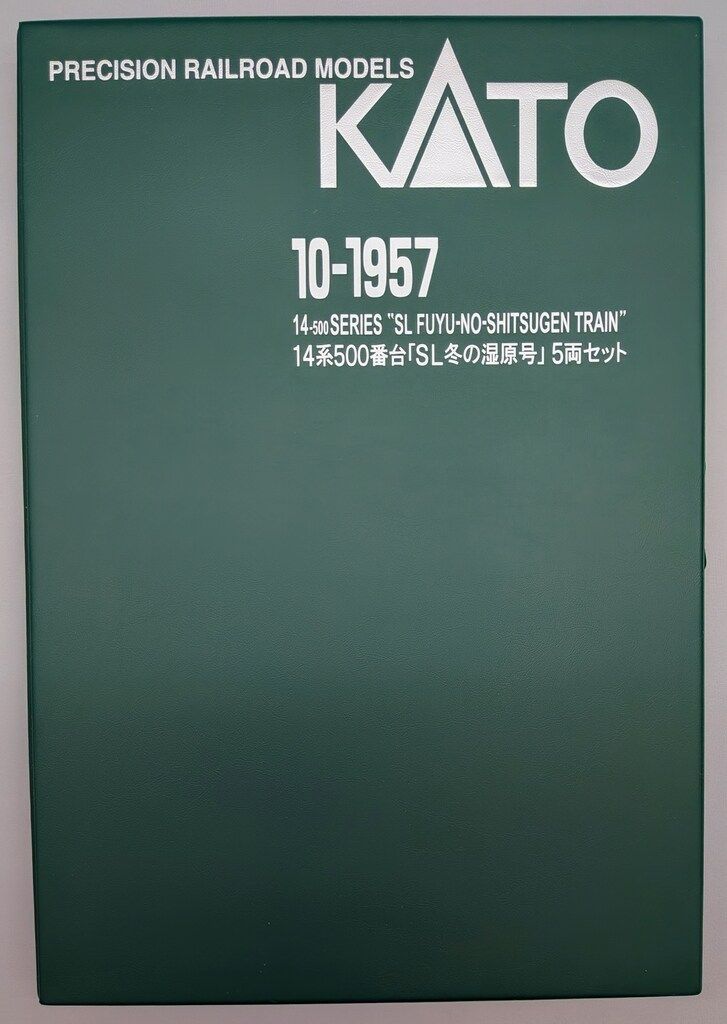 PRECISION RAILROAD MODELS
KATO
10-1957
14-500 SERIES "SL FUYU-NO-SHITSUGEN TRAIN"
14系500番台「SL冬の湿原号」5両セット